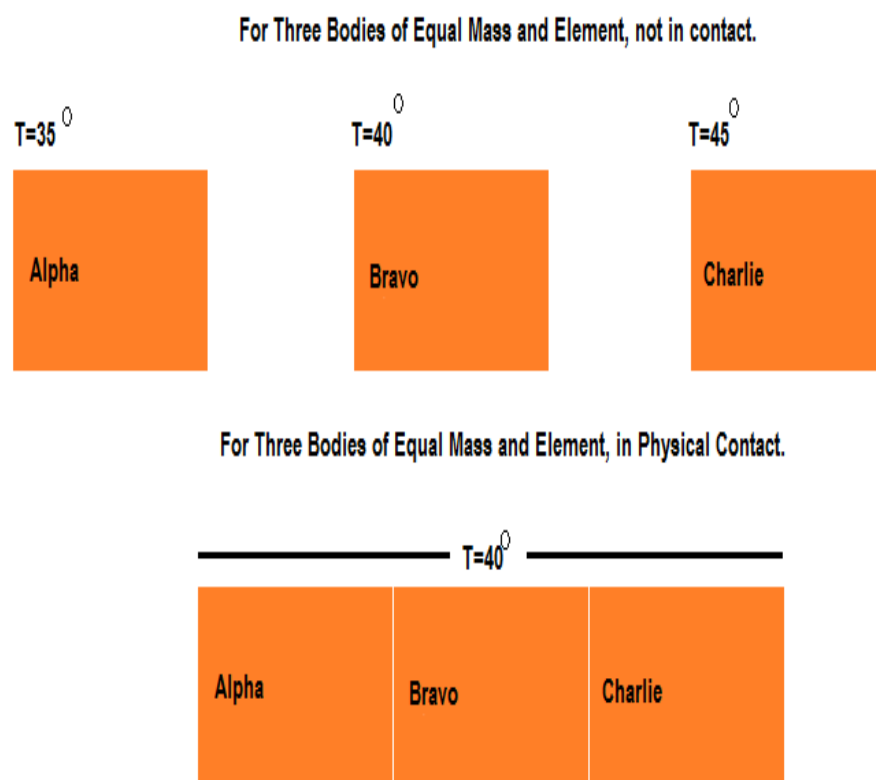 For Three Bodies of Equal Mass and Element, not in contact.
T=35 O T=40 O T=45 O
Alpha Bravo Charlie
For Three Bodies of Equal Mass and Element, in Physical Contact.
T=40 O
Alpha Bravo Charlie